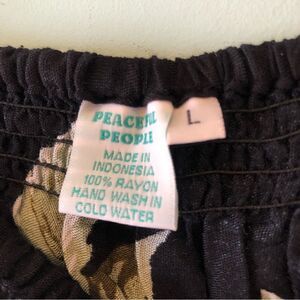 PEACEFUL
PEOPLE
MADE IN
INDONESIA
100% RAYON
HAND WASH IN
COLD WATER
L